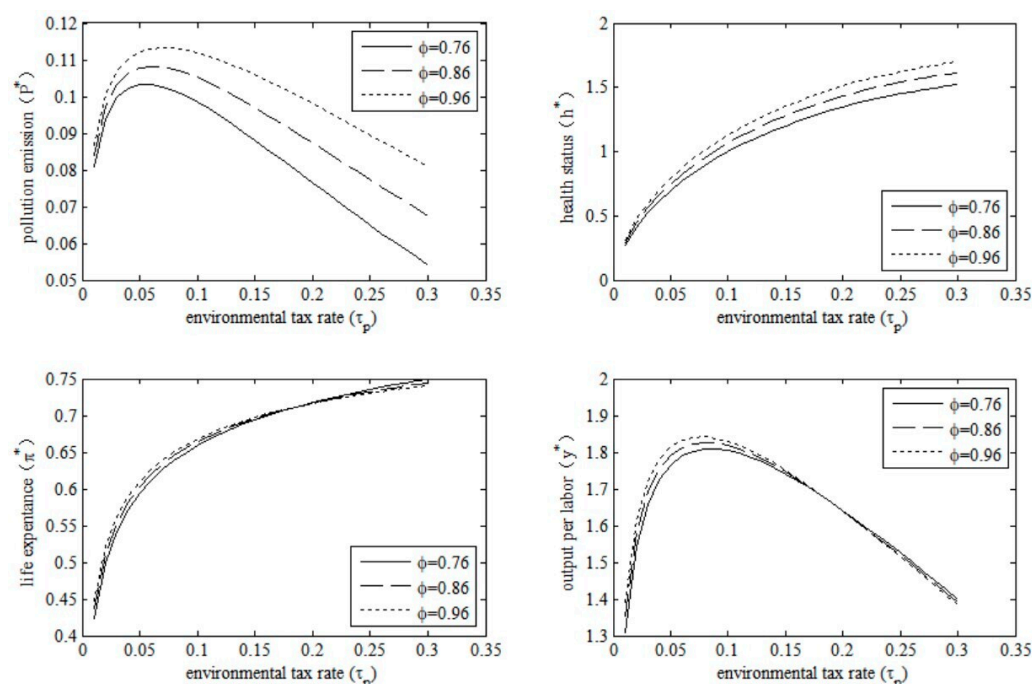 pollution emission (P*)
0.12
0.11
0.1
0.09
0.08
0.07
0.06
0.05
0 0.05 0.1 0.15 0.2 0.25 0.3 0.35
environmental tax rate (τp)
ϕ=0.76
ϕ=0.86
ϕ=0.96
health status (h*)
2
1.5
1
0.5
0
0 0.05 0.1 0.15 0.2 0.25 0.3 0.35
environmental tax rate (τp)
ϕ=0.76
ϕ=0.86
ϕ=0.96
life expentance (π*)
0.75
0.7
0.65
0.6
0.55
0.5
0.45
0.4
0 0.05 0.1 0.15 0.2 0.25 0.3 0.35
environmental tax rate (τp)
ϕ=0.76
ϕ=0.86
ϕ=0.96
output per labor (y*)
2
1.9
1.8
1.7
1.6
1.5
1.4
1.3
0 0.05 0.1 0.15 0.2 0.25 0.3 0.35
environmental tax rate (τp)
ϕ=0.76
ϕ=0.86
ϕ=0.96